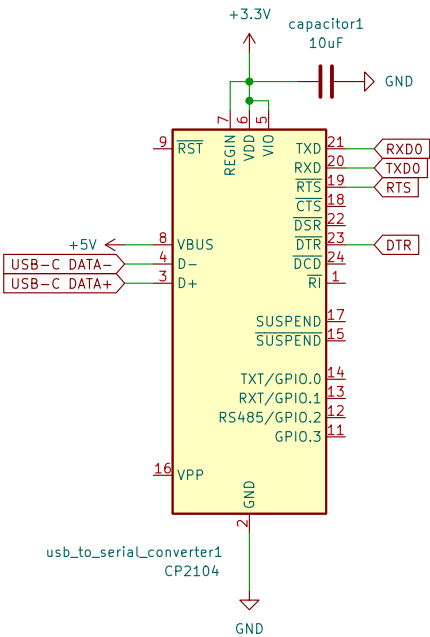 +3.3V
capacitor1
10uF
GND
7
6
5
REGIN
VDD
VIO
9
RST
TXD
21
RXD0
RXD
20
TXD0
RTS
19
RTS
CTS
18
DSR
22
+5V
8
VBUS
DTR
23
DTR
USB-C DATA-
4
D-
DCD
24
USB-C DATA+
3
D+
RI
1
SUSPEND
17
SUSPEND
15
TXT/GPIO.0
14
RXT/GPIO.1
13
RS485/GPIO.2
12
GPIO.3
11
16
VPP
GND
2
usb_to_serial_converter1
CP2104
GND